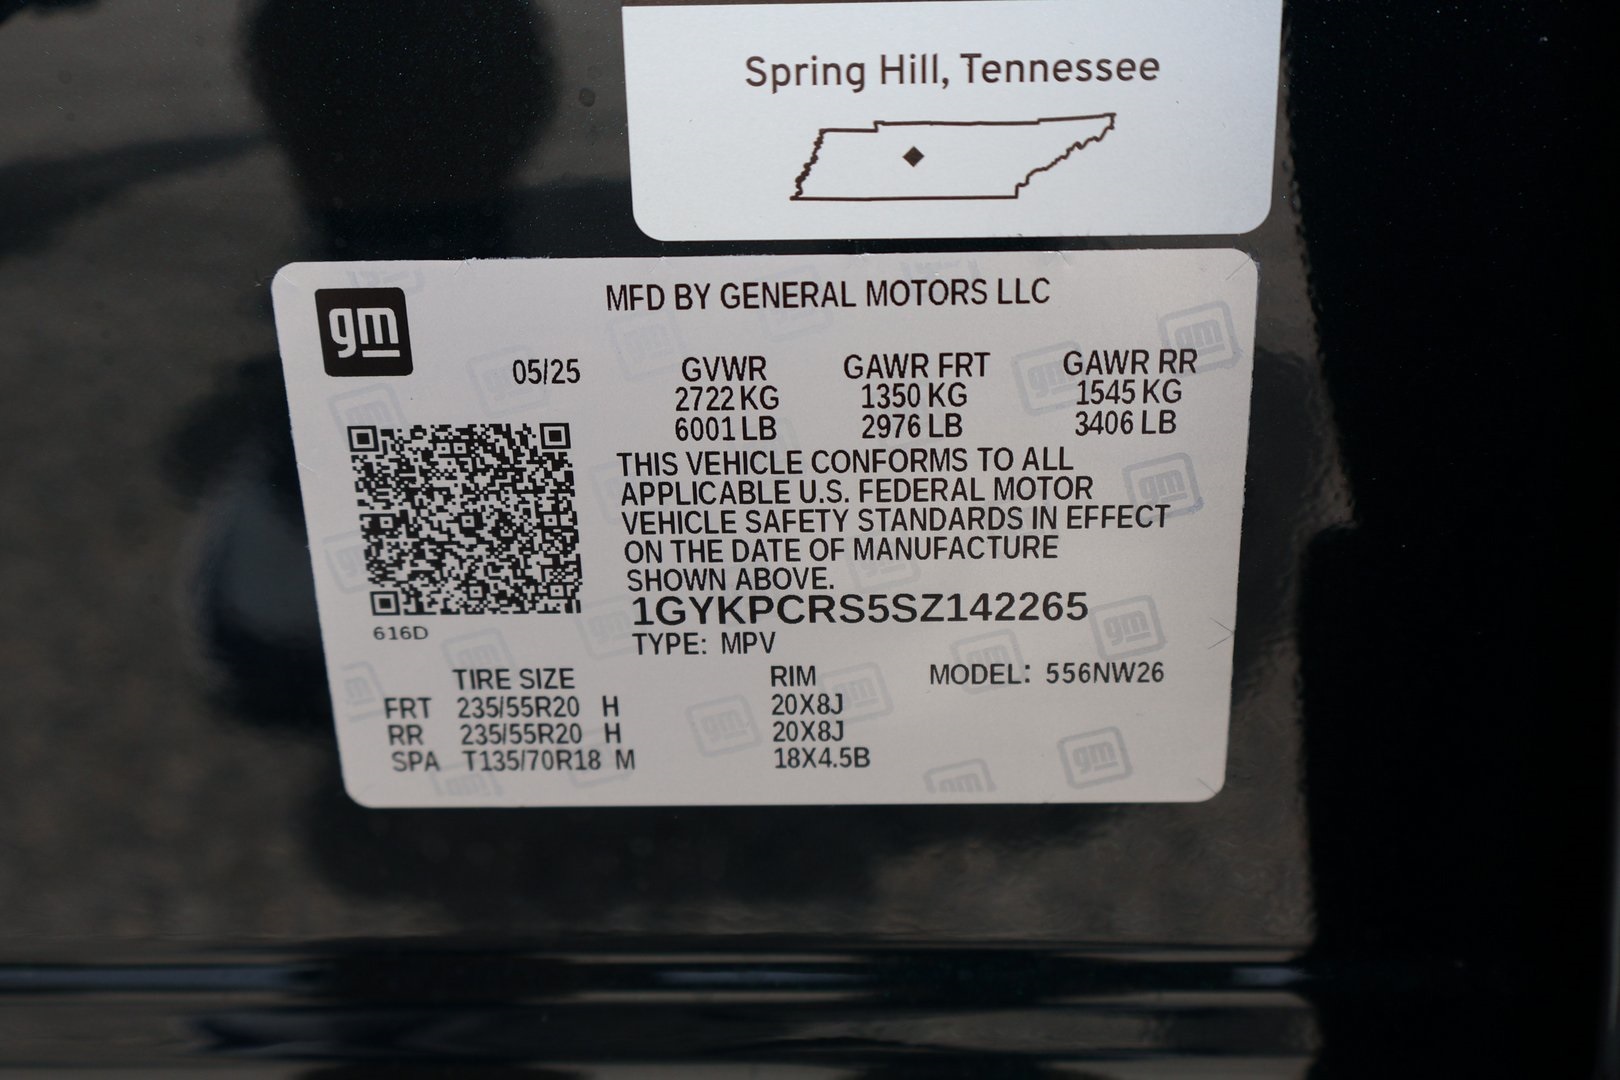 Spring Hill, Tennessee
gm
MFD BY GENERAL MOTORS LLC
05/25 GVWR GAWR FRT GAWR RR
2722 KG 1350 KG 1545 KG
6001 LB 2976 LB 3406 LB
THIS VEHICLE CONFORMS TO ALL
APPLICABLE U.S. FEDERAL MOTOR
VEHICLE SAFETY STANDARDS IN EFFECT
ON THE DATE OF MANUFACTURE
SHOWN ABOVE.
1GYKPCRS5SZ142265
616D
TYPE: MPV
TIRE SIZE RIM MODEL: 556NW26
FRT 235/55R20 H 20X8J
RR 235/55R20 H 20X8J
SPA T135/70R18 M 18X4.5B